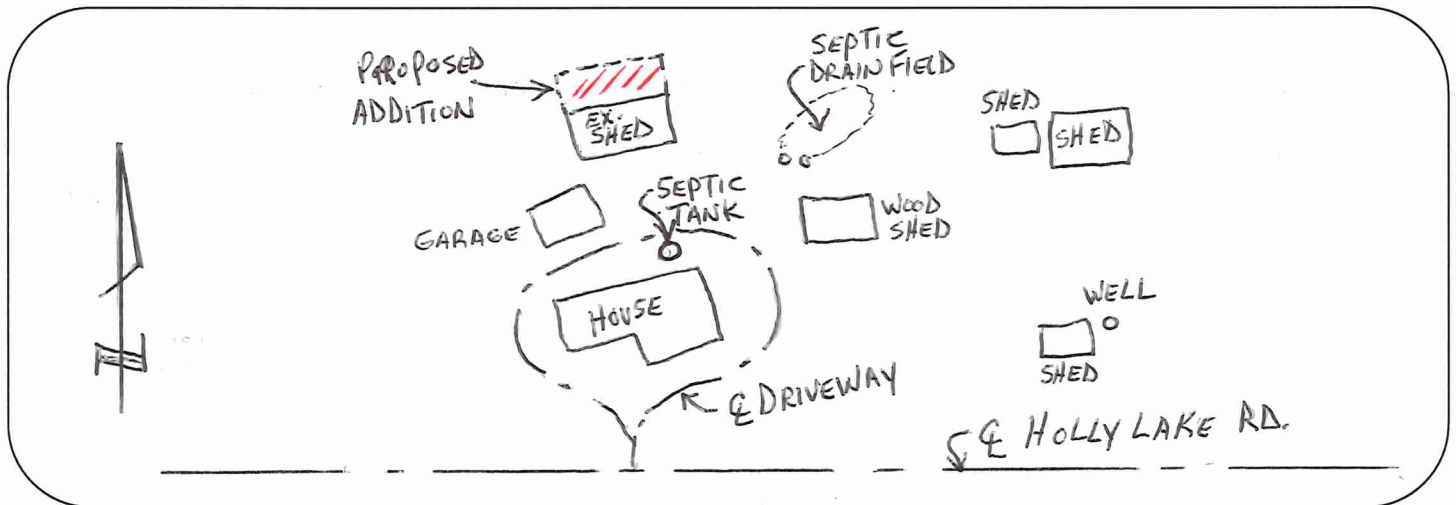 PROPOSED
ADDITION
EX.
SHED
SEPTIC
DRAIN FIELD
SHED
SHED
GARAGE
SEPTIC
TANK
WOOD
SHED
HOUSE
WELL
SHED
℄ DRIVEWAY
℄ HOLLY LAKE RD.
N